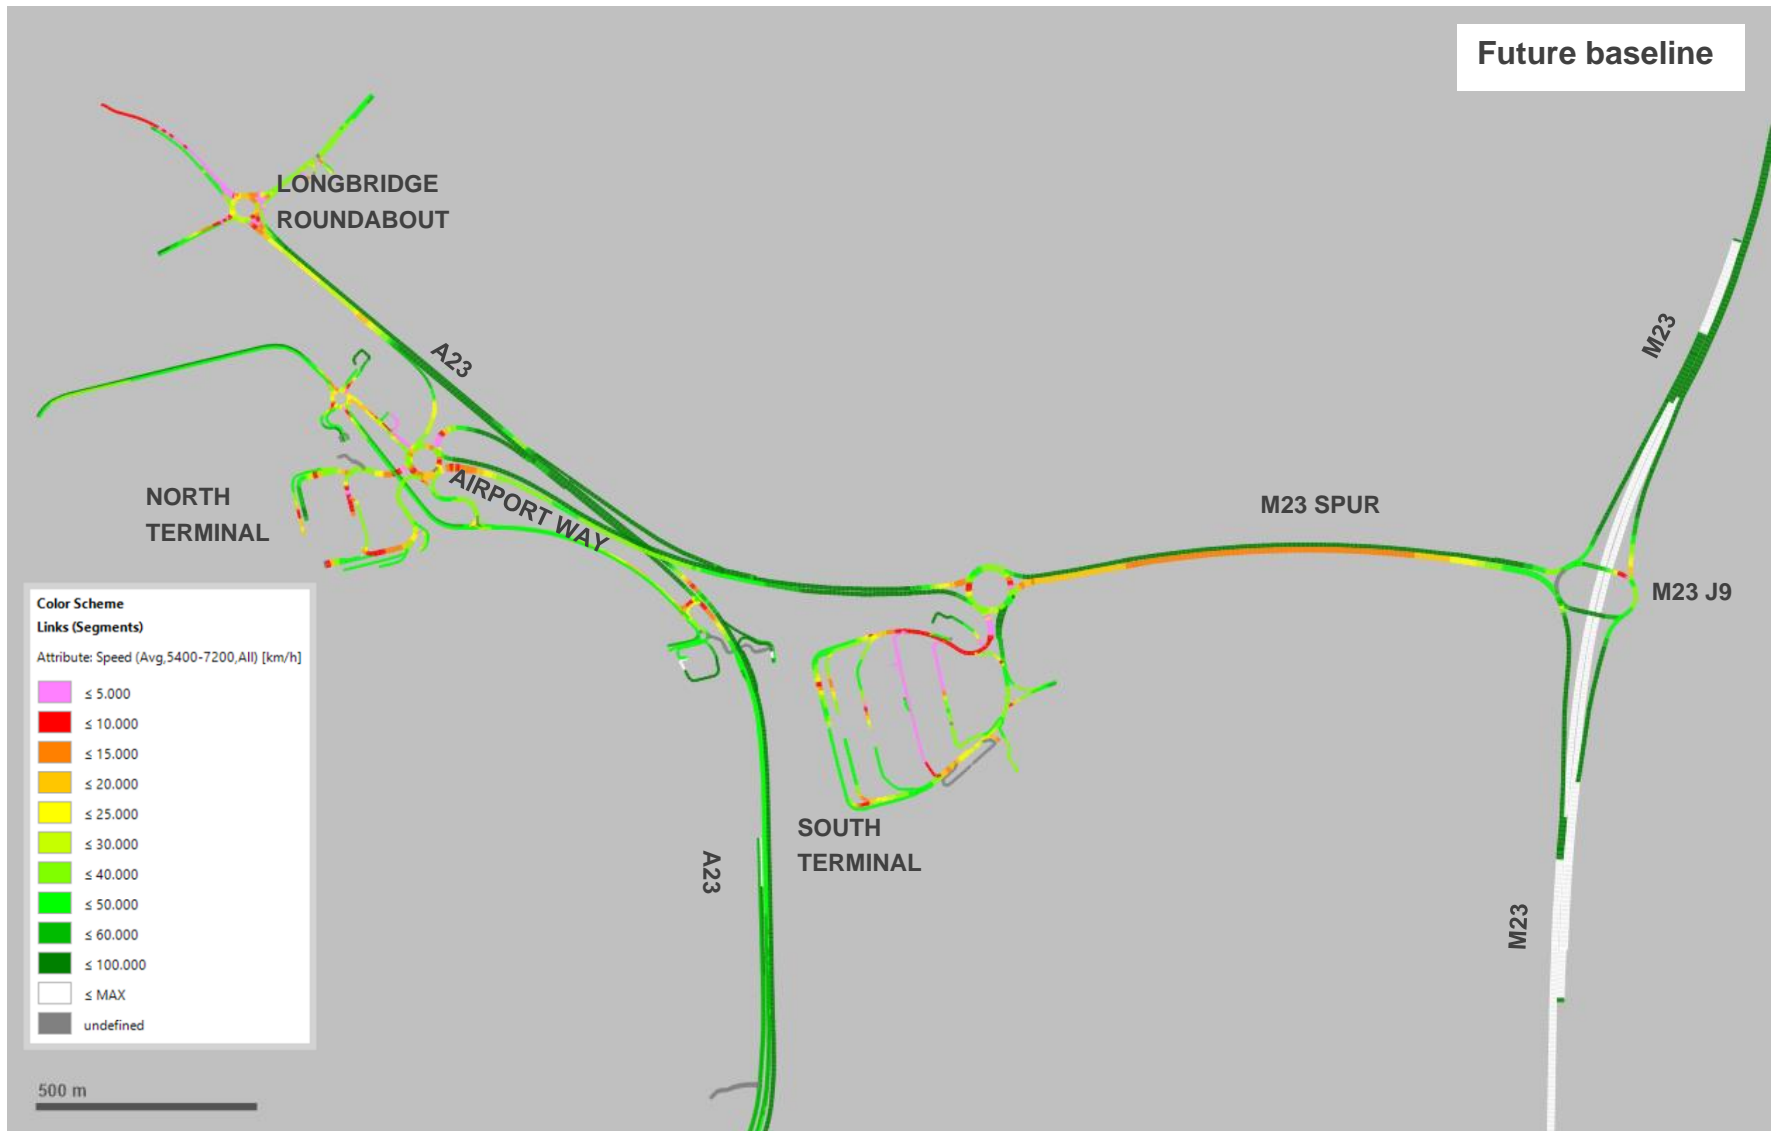 Future baseline
LONGBRIDGE
ROUNDABOUT
A23
M23
NORTH
TERMINAL
AIRPORT WAY
M23 SPUR
M23 J9
SOUTH
TERMINAL
A23
M23
Color Scheme
Links (Segments)
Attribute: Speed (Avg,5400-7200,All) [km/h]
≤ 5.000
≤ 10.000
≤ 15.000
≤ 20.000
≤ 25.000
≤ 30.000
≤ 40.000
≤ 50.000
≤ 60.000
≤ 100.000
≤ MAX
undefined
500 m